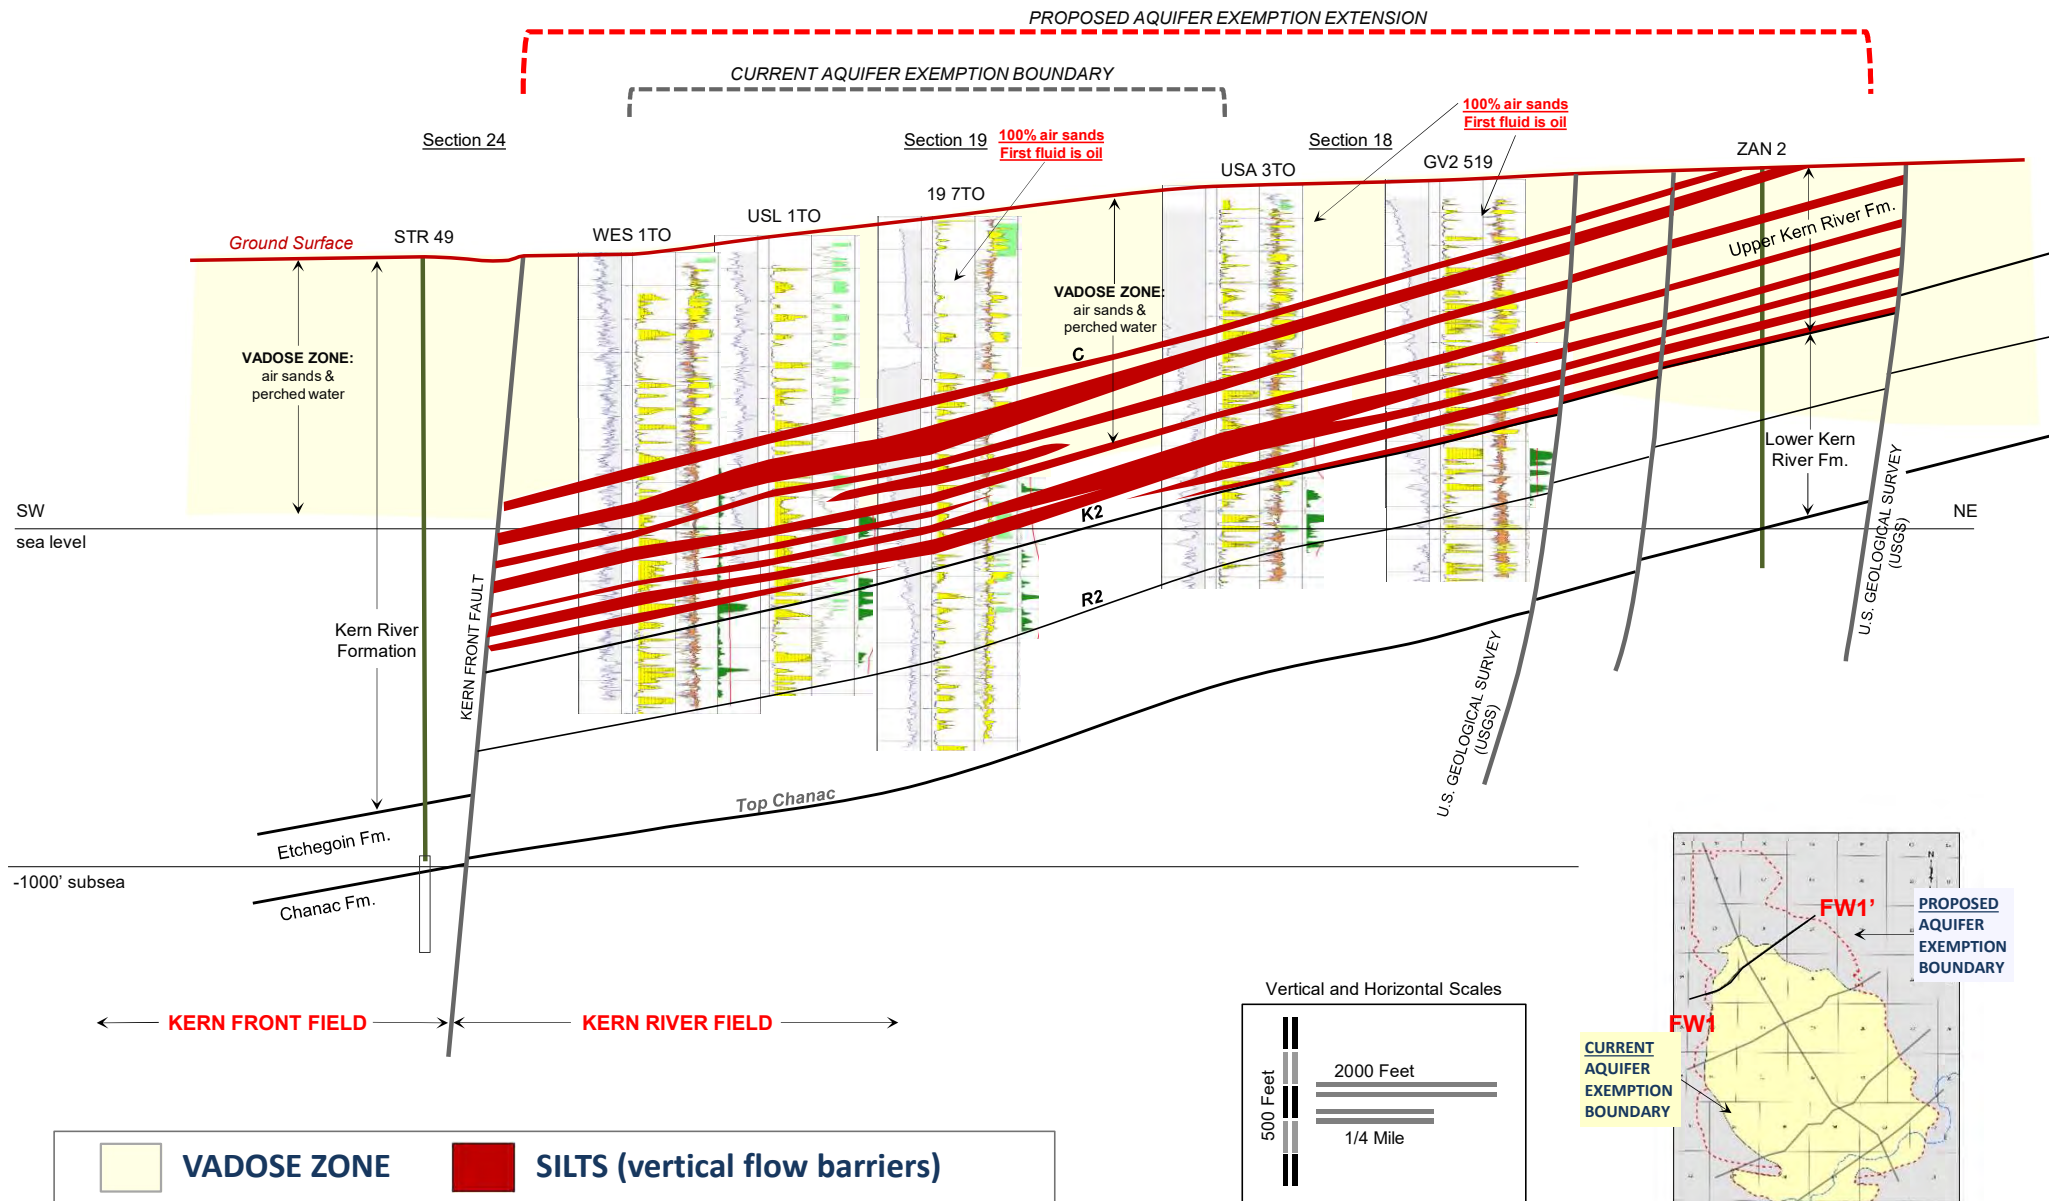 PROPOSED AQUIFER EXEMPTION EXTENSION
CURRENT AQUIFER EXEMPTION BOUNDARY
Section 24
Section 19
100% air sands
First fluid is oil
Section 18
100% air sands
First fluid is oil
Ground Surface
STR 49
WES 1TO
USL 1TO
19 7TO
USA 3TO
GV2 519
ZAN 2
VADOSE ZONE:
air sands &
perched water
VADOSE ZONE:
air sands &
perched water
Upper Kern River Fm.
Lower Kern
River Fm.
C
K2
R2
SW
NE
sea level
Kern River
Formation
KERN FRONT FAULT
U.S. GEOLOGICAL SURVEY
(USGS)
U.S. GEOLOGICAL SURVEY
(USGS)
Top Chanac
Etchegoin Fm.
-1000' subsea
Chanac Fm.
KERN FRONT FIELD
KERN RIVER FIELD
Vertical and Horizontal Scales
500 Feet
2000 Feet
1/4 Mile
N
FW1'
FW1
PROPOSED
AQUIFER
EXEMPTION
BOUNDARY
CURRENT
AQUIFER
EXEMPTION
BOUNDARY
VADOSE ZONE
SILTS (vertical flow barriers)